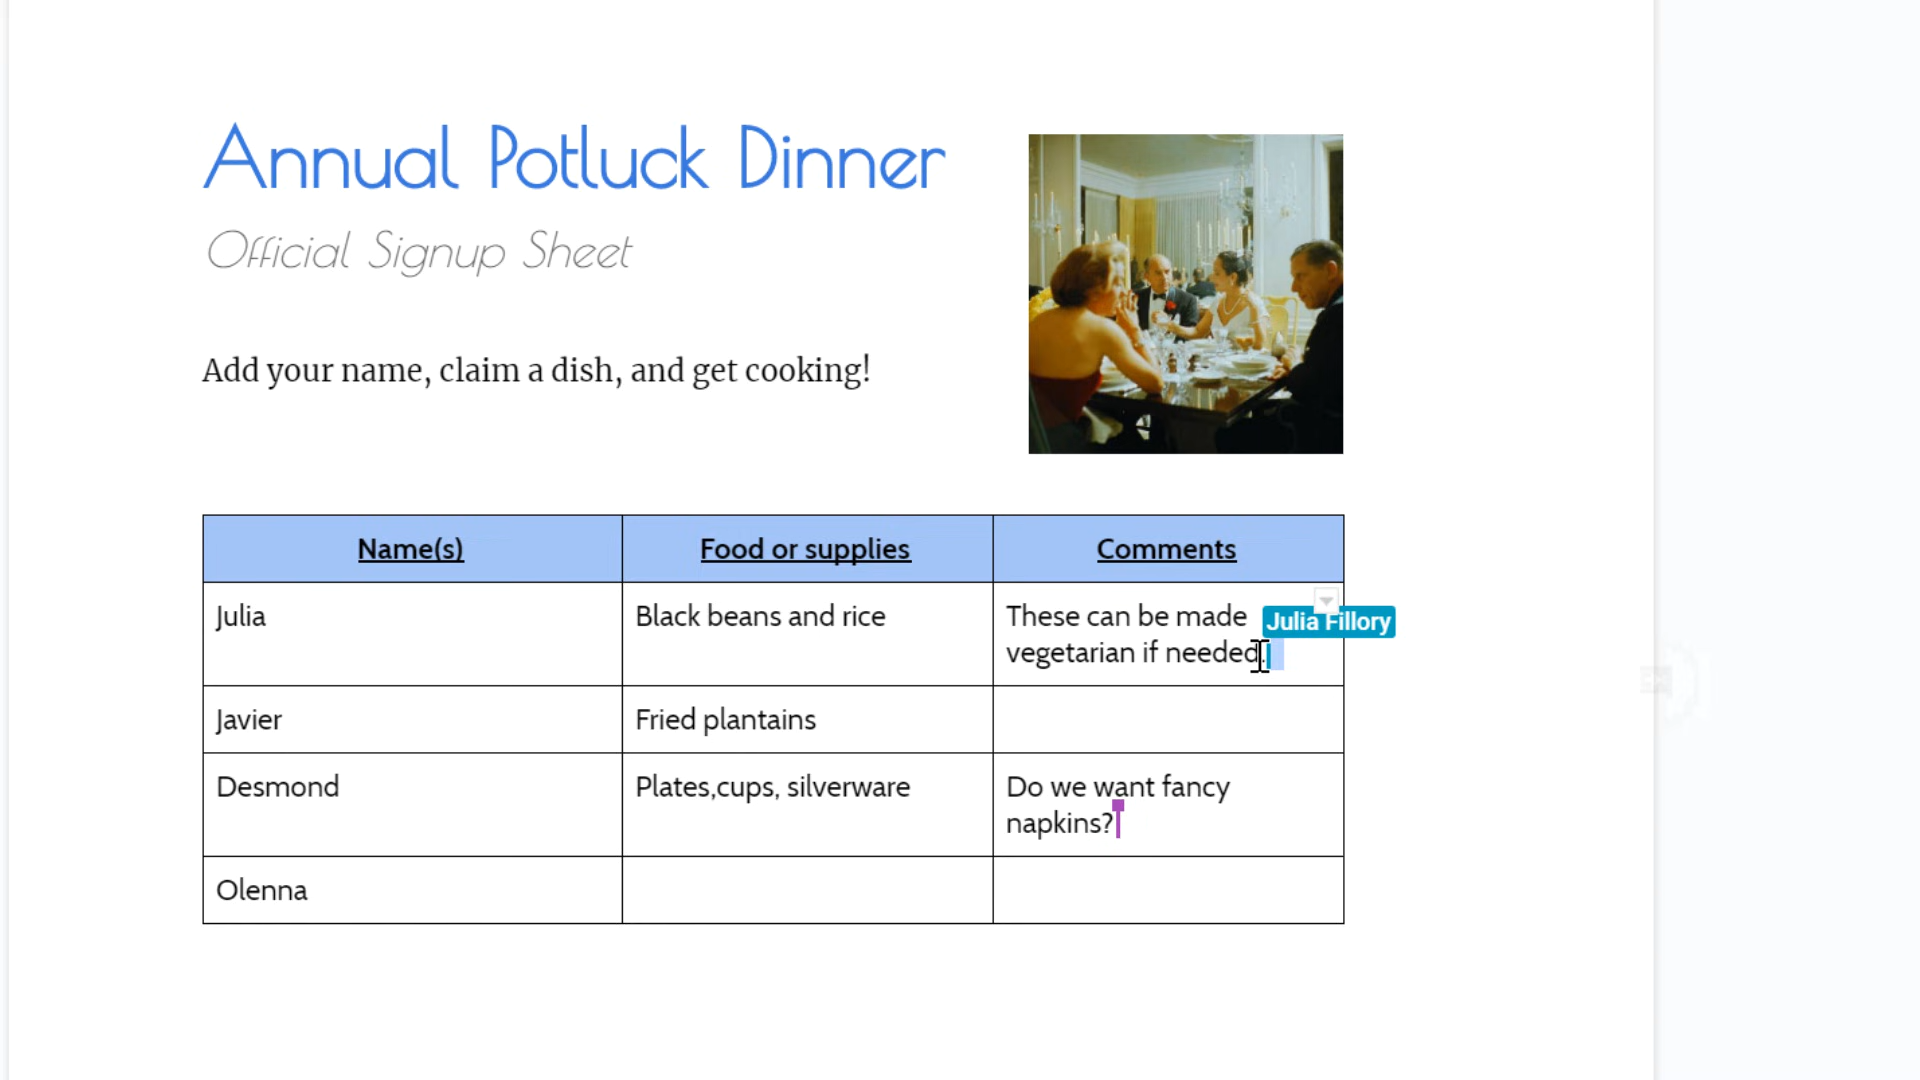 Annual Potluck Dinner
Official Signup Sheet
Add your name, claim a dish, and get cooking!
Name(s)
Food or supplies
Comments
Julia
Black beans and rice
These can be made
vegetarian if needed.
Julia Fillory
Javier
Fried plantains
Desmond
Plates,cups, silverware
Do we want fancy
napkins?
Olenna